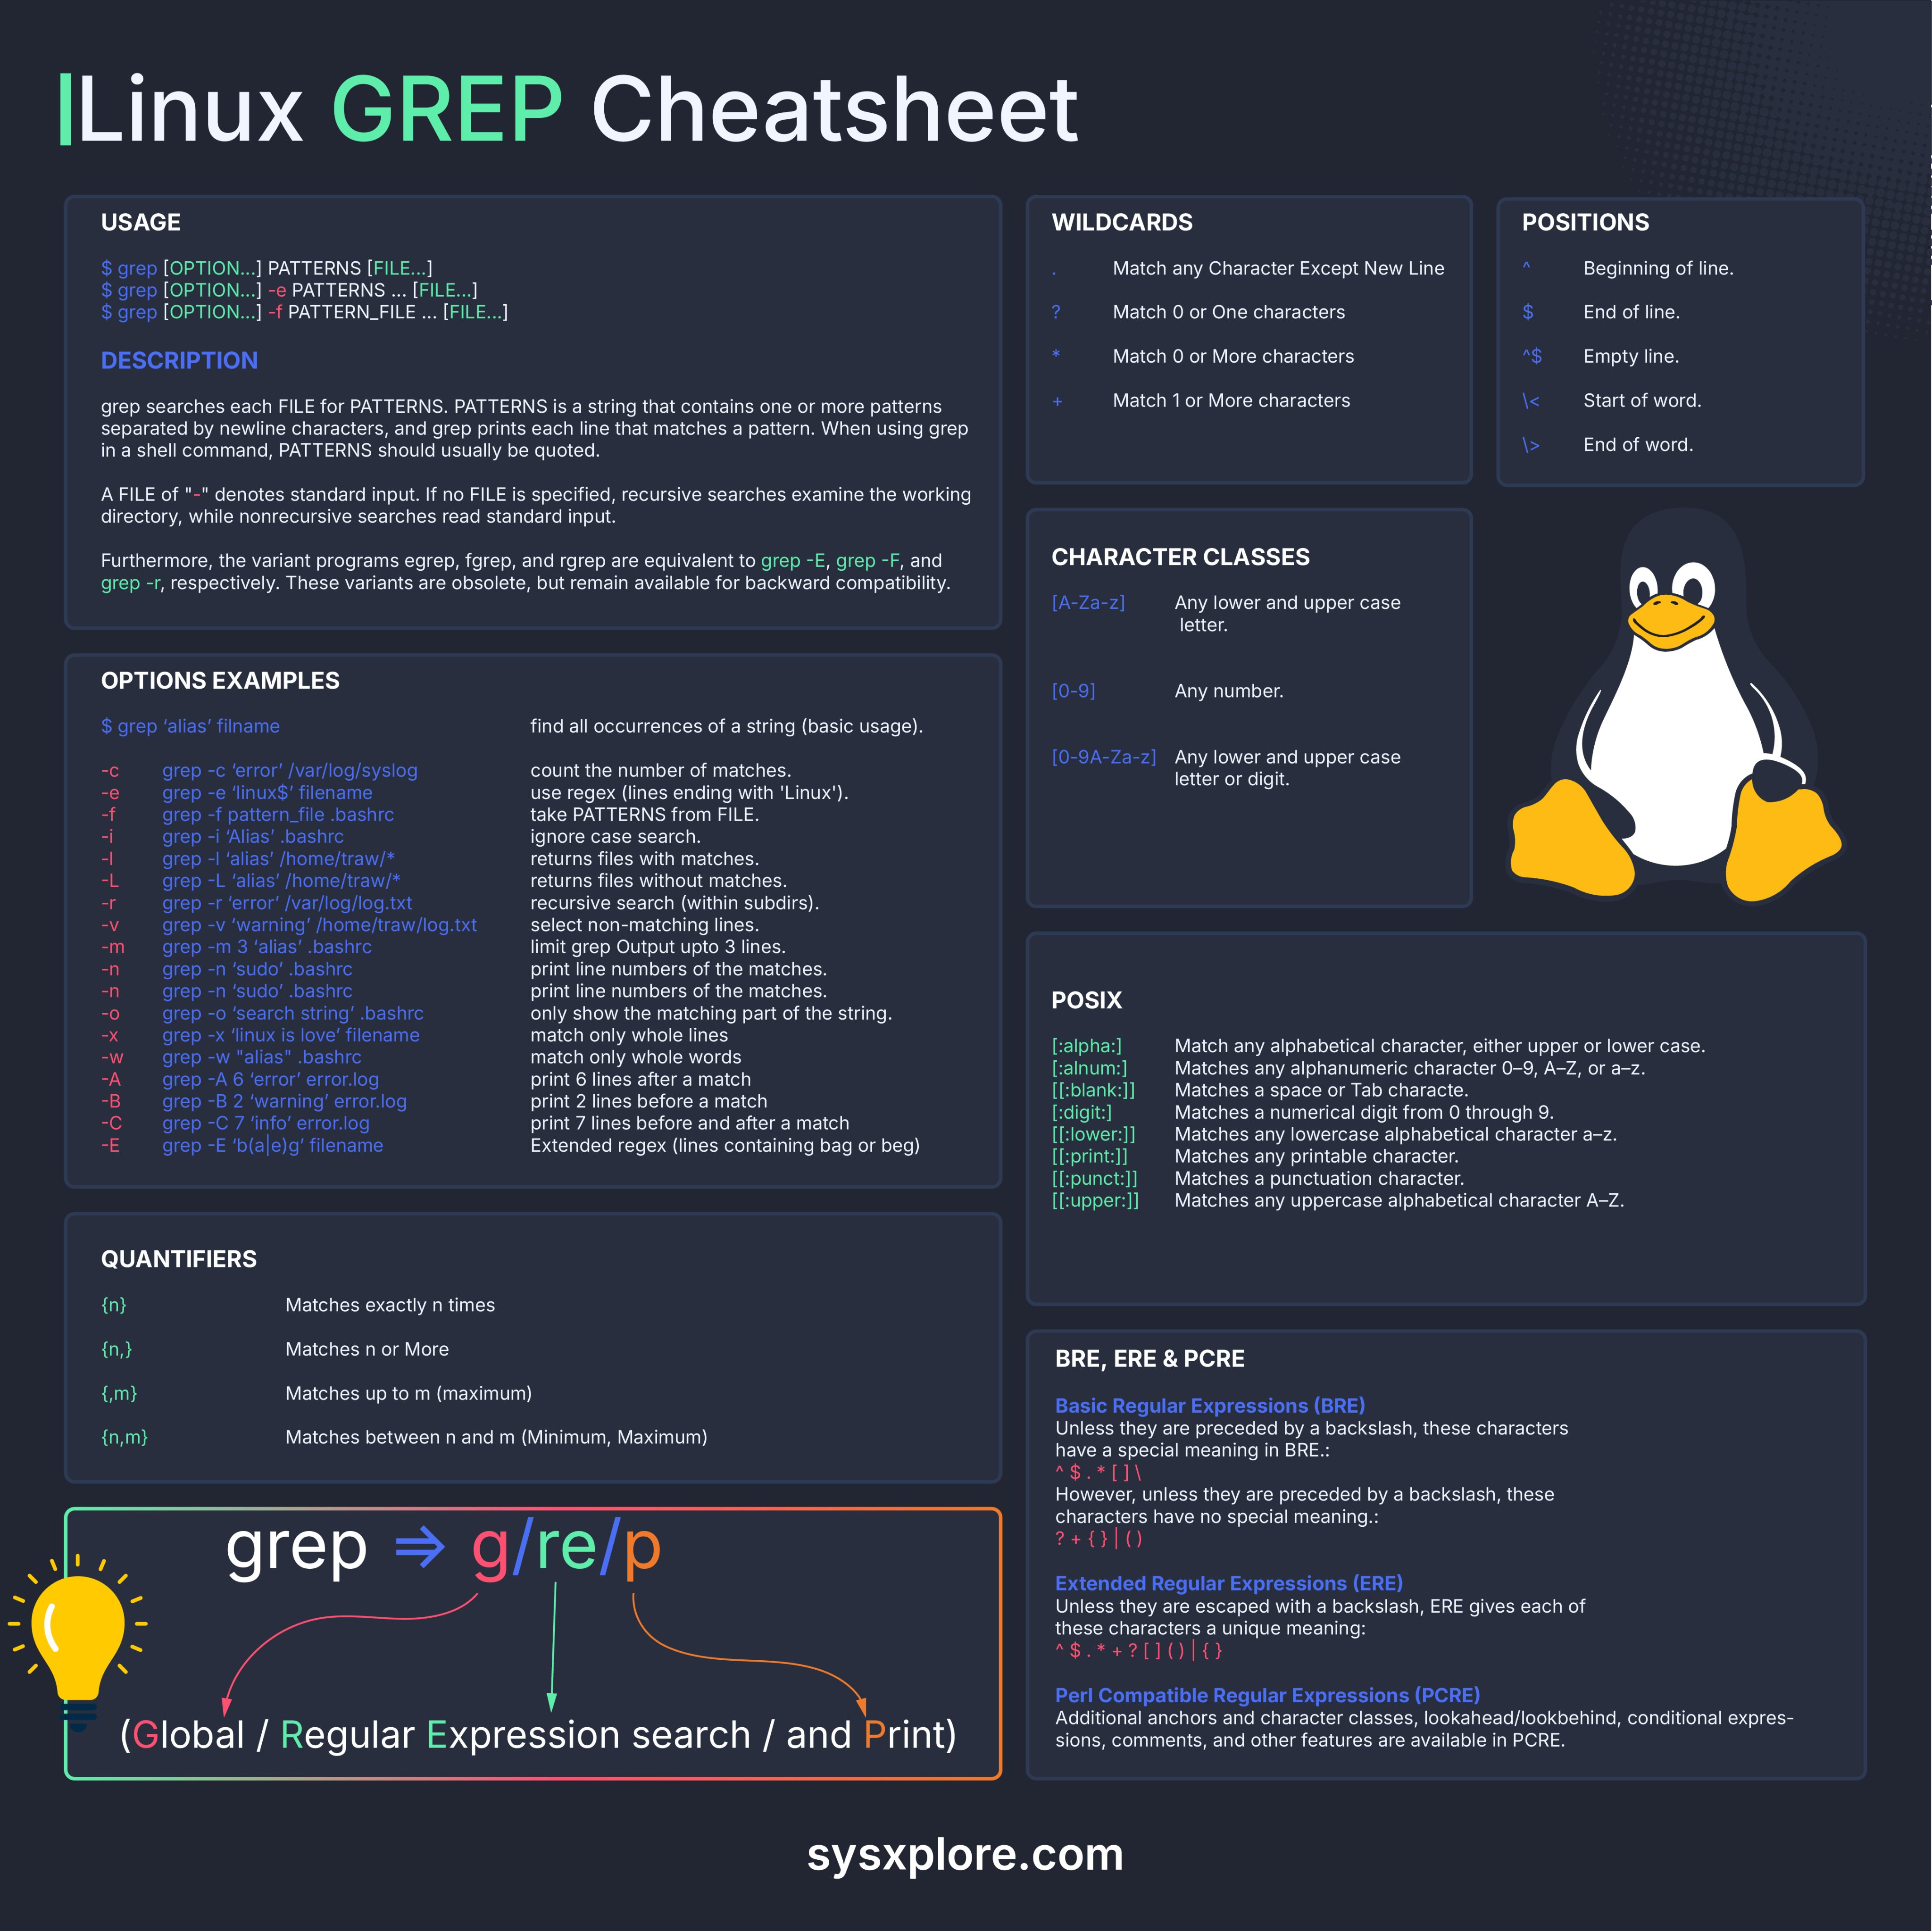 Linux GREP Cheatsheet
USAGE
$ grep [OPTION...] PATTERNS [FILE...]
$ grep [OPTION...] -e PATTERNS ... [FILE...]
$ grep [OPTION...] -f PATTERN_FILE ... [FILE...]
DESCRIPTION
grep searches each FILE for PATTERNS. PATTERNS is a string that contains one or more patterns
separated by newline characters, and grep prints each line that matches a pattern. When using grep
in a shell command, PATTERNS should usually be quoted.
A FILE of "-" denotes standard input. If no FILE is specified, recursive searches examine the working
directory, while nonrecursive searches read standard input.
Furthermore, the variant programs egrep, fgrep, and rgrep are equivalent to grep -E, grep -F, and
grep -r, respectively. These variants are obsolete, but remain available for backward compatibility.
OPTIONS EXAMPLES
$ grep ‘alias’ filname find all occurrences of a string (basic usage).
-c grep -c ‘error’ /var/log/syslog count the number of matches.
-e grep -e ‘linux$’ filename use regex (lines ending with 'Linux').
-f grep -f pattern_file .bashrc take PATTERNS from FILE.
-i grep -i ‘Alias’ .bashrc ignore case search.
-l grep -l ‘alias’ /home/traw/* returns files with matches.
-L grep -L ‘alias’ /home/traw/* returns files without matches.
-r grep -r ‘error’ /var/log/log.txt recursive search (within subdirs).
-v grep -v ‘warning’ /home/traw/log.txt select non-matching lines.
-m grep -m 3 ‘alias’ .bashrc limit grep Output upto 3 lines.
-n grep -n ‘sudo’ .bashrc print line numbers of the matches.
-n grep -n ‘sudo’ .bashrc print line numbers of the matches.
-o grep -o ‘search string’ .bashrc only show the matching part of the string.
-x grep -x ‘linux is love’ filename match only whole lines
-w grep -w "alias" .bashrc match only whole words
-A grep -A 6 ‘error’ error.log print 6 lines after a match
-B grep -B 2 ‘warning’ error.log print 2 lines before a match
-C grep -C 7 ‘info’ error.log print 7 lines before and after a match
-E grep -E ‘b(a|e)g’ filename Extended regex (lines containing bag or beg)
QUANTIFIERS
{n} Matches exactly n times
{n,} Matches n or More
{,m} Matches up to m (maximum)
{n,m} Matches between n and m (Minimum, Maximum)
grep ⇒ g/re/p
(Global / Regular Expression search / and Print)
WILDCARDS
. Match any Character Except New Line
? Match 0 or One characters
* Match 0 or More characters
+ Match 1 or More characters
POSITIONS
^ Beginning of line.
$ End of line.
^$ Empty line.
\< Start of word.
\> End of word.
CHARACTER CLASSES
[A-Za-z] Any lower and upper case
letter.
[0-9] Any number.
[0-9A-Za-z] Any lower and upper case
letter or digit.
POSIX
[:alpha:] Match any alphabetical character, either upper or lower case.
[:alnum:] Matches any alphanumeric character 0–9, A–Z, or a–z.
[[:blank:]] Matches a space or Tab characte.
[:digit:] Matches a numerical digit from 0 through 9.
[[:lower:]] Matches any lowercase alphabetical character a–z.
[[:print:]] Matches any printable character.
[[:punct:]] Matches a punctuation character.
[[:upper:]] Matches any uppercase alphabetical character A–Z.
BRE, ERE & PCRE
Basic Regular Expressions (BRE)
Unless they are preceded by a backslash, these characters
have a special meaning in BRE.:
^ $ . * [ ] \
However, unless they are preceded by a backslash, these
characters have no special meaning.:
? + { } | ( )
Extended Regular Expressions (ERE)
Unless they are escaped with a backslash, ERE gives each of
these characters a unique meaning:
^ $ . * + ? [ ] ( ) | { }
Perl Compatible Regular Expressions (PCRE)
Additional anchors and character classes, lookahead/lookbehind, conditional expres-
sions, comments, and other features are available in PCRE.
sysxplore.com